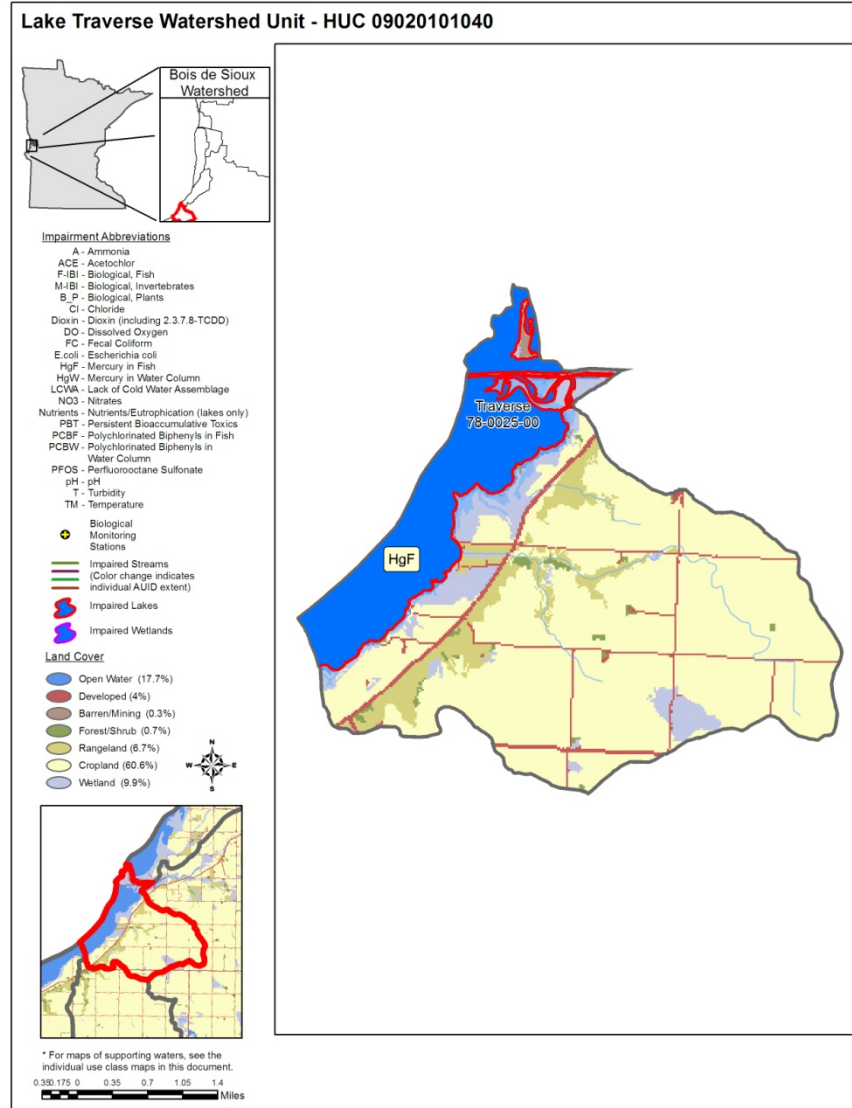 Lake Traverse Watershed Unit - HUC 09020101040
Bois de Sioux
Watershed
Impairment Abbreviations
A - Ammonia
ACE - Acetochlor
F-IBI - Biological, Fish
M-IBI - Biological, Invertebrates
B_P - Biological, Plants
Cl - Chloride
Dioxin - Dioxin (including 2.3.7.8-TCDD)
DO - Dissolved Oxygen
FC - Fecal Coliform
E.coli - Escherichia coli
HgF - Mercury in Fish
HgW - Mercury in Water Column
LCWA - Lack of Cold Water Assemblage
NO3 - Nitrates
Nutrients - Nutrients/Eutrophication (lakes only)
PBT - Persistent Bioaccumulative Toxics
PCBF - Polychlorinated Biphenyls in Fish
PCBW - Polychlorinated Biphenyls in
Water Column
PFOS - Perfluorooctane Sulfonate
pH - pH
T - Turbidity
TM - Temperature
Biological
Monitoring
Stations
Impaired Streams
(Color change indicates
individual AUID extent)
Impaired Lakes
Impaired Wetlands
Land Cover
Open Water (17.7%)
Developed (4%)
Barren/Mining (0.3%)
Forest/Shrub (0.7%)
Rangeland (6.7%)
Cropland (60.6%)
Wetland (9.9%)
N
W E
S
Traverse
78-0025-00
HgF
* For maps of supporting waters, see the
individual use class maps in this document.
0.35 0.175 0 0.35 0.7 1.05 1.4
Miles